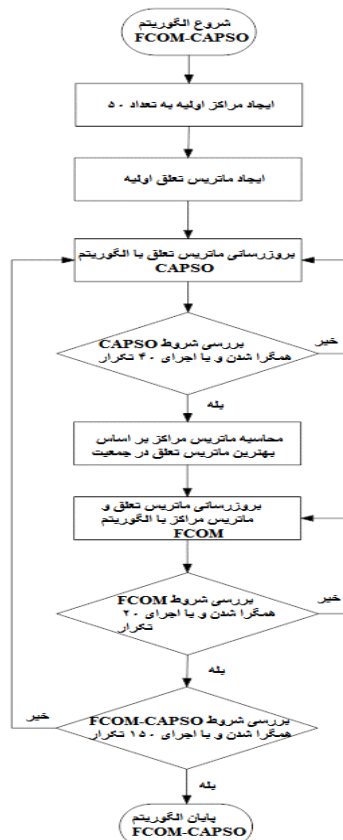 شروع الگوریتم
FCOM-CAPSO
ایجاد مراکز اولیه به تعداد ۵۰
ایجاد ماتریس تعلق اولیه
بروزرسانی ماتریس تعلق با الگوریتم
CAPSO
بررسی شروط CAPSO
همگرا شدن و یا اجرای ۴۰ تکرار
خیر
بله
محاسبه ماتریس مراکز بر اساس
بهترین ماتریس تعلق در جمعیت
بروزرسانی ماتریس تعلق و
ماتریس مراکز با الگوریتم
FCOM
بررسی شروط FCOM
همگرا شدن و یا اجرای ۲۰
تکرار
خیر
بله
بررسی شروط FCOM-CAPSO
همگرا شدن و یا اجرای ۱۵۰ تکرار
خیر
بله
پایان الگوریتم
FCOM-CAPSO